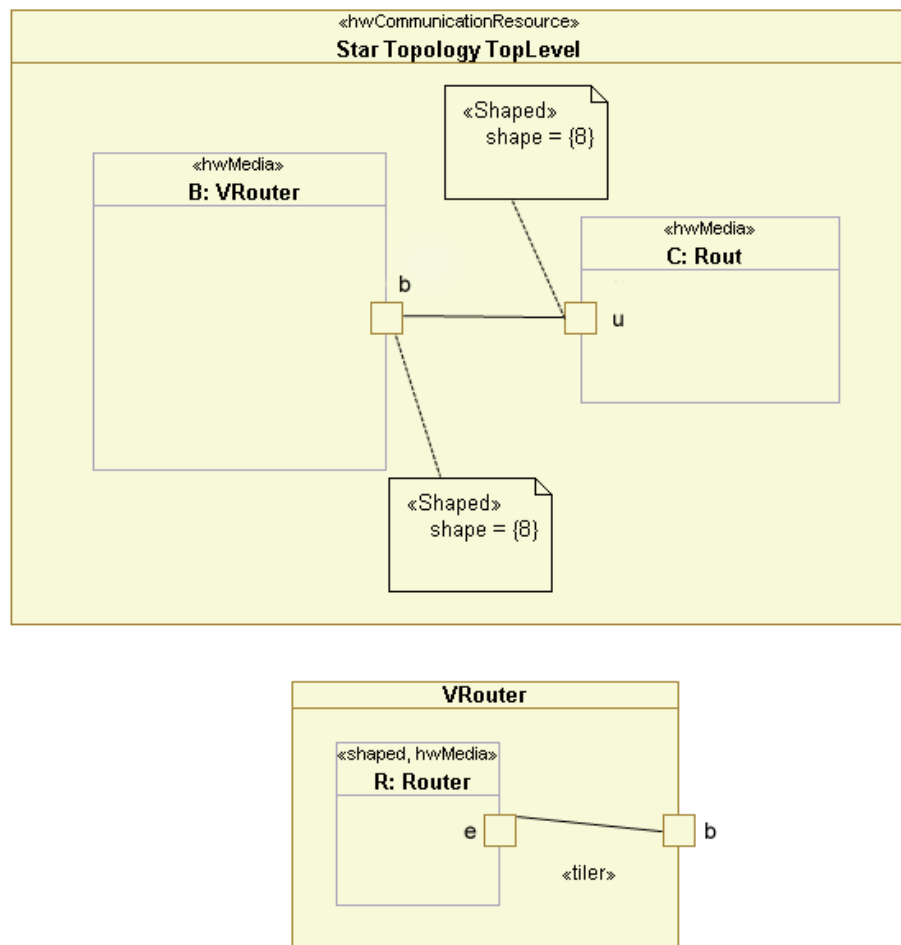 «hwCommunicationResource»
Star Topology TopLevel
«Shaped»
shape = {8}
«hwMedia»
B: VRouter
«hwMedia»
C: Rout
b
u
«Shaped»
shape = {8}
VRouter
«shaped, hwMedia»
R: Router
e
b
«tiler»